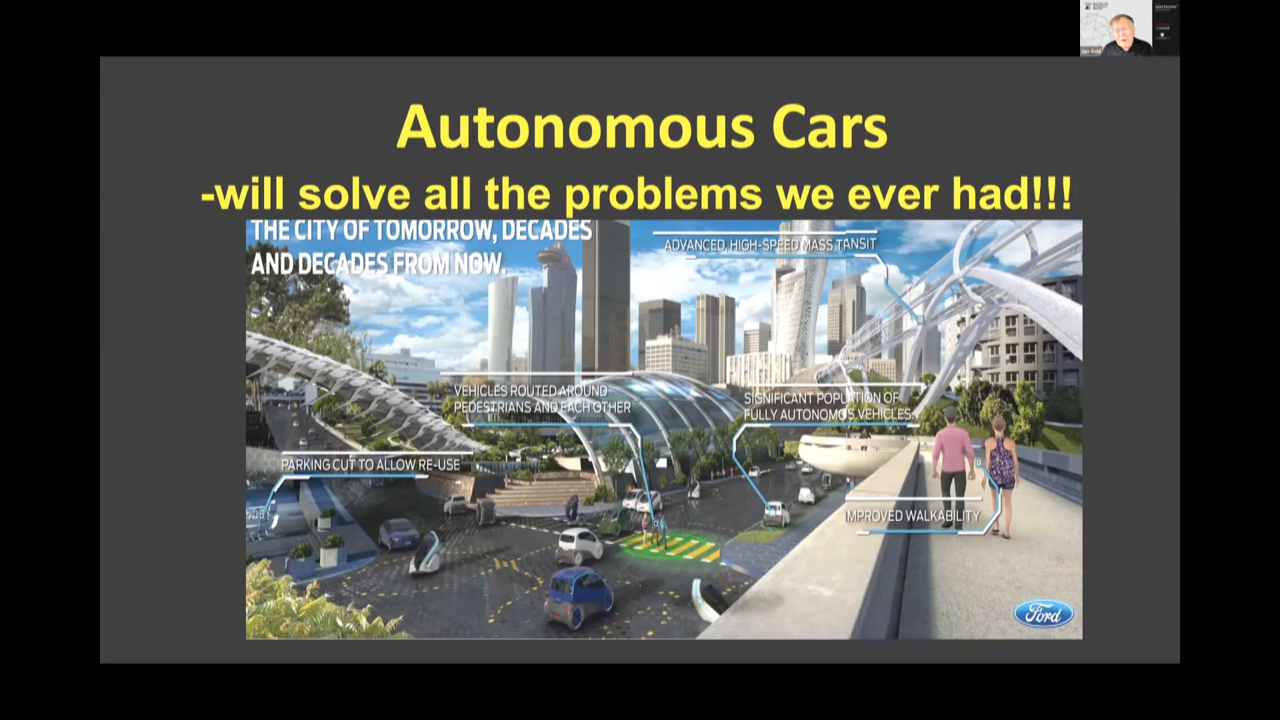 Autonomous Cars
-will solve all the problems we ever had!!!
THE CITY OF TOMORROW, DECADES
AND DECADES FROM NOW.
ADVANCED, HIGH-SPEED MASS TRANSIT
VEHICLES ROUTED AROUND
PEDESTRIANS AND EACH OTHER
SIGNIFICANT POPUTION OF
FULLY AUTONOMOS VEHICLES
PARKING CUT TO ALLOW RE-USE
IMPROVED WALKABILITY
Ford